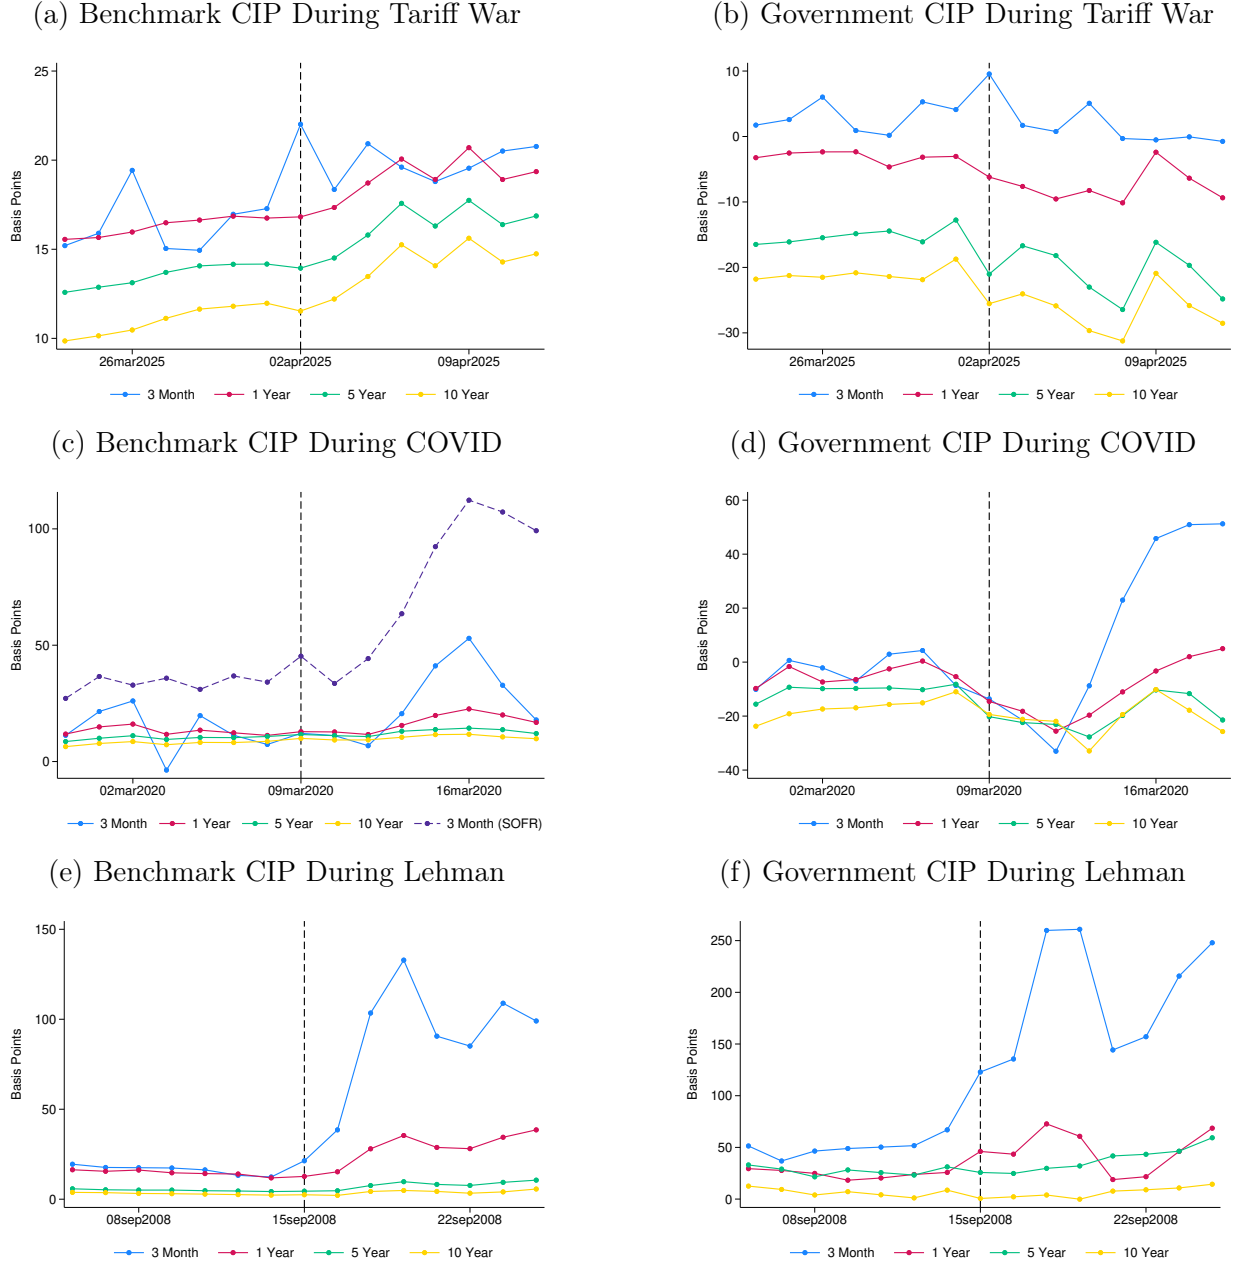 (a) Benchmark CIP During Tariff War
(b) Government CIP During Tariff War
25
20
15
10
Basis Points
26mar2025 02apr2025 09apr2025
3 Month 1 Year 5 Year 10 Year
10
0
−10
−20
−30
Basis Points
26mar2025 02apr2025 09apr2025
3 Month 1 Year 5 Year 10 Year
(c) Benchmark CIP During COVID
(d) Government CIP During COVID
100
50
0
Basis Points
02mar2020 09mar2020 16mar2020
3 Month 1 Year 5 Year 10 Year 3 Month (SOFR)
60
40
20
0
−20
−40
Basis Points
02mar2020 09mar2020 16mar2020
3 Month 1 Year 5 Year 10 Year
(e) Benchmark CIP During Lehman
(f) Government CIP During Lehman
150
100
50
0
Basis Points
08sep2008 15sep2008 22sep2008
3 Month 1 Year 5 Year 10 Year
250
200
150
100
50
0
Basis Points
08sep2008 15sep2008 22sep2008
3 Month 1 Year 5 Year 10 Year